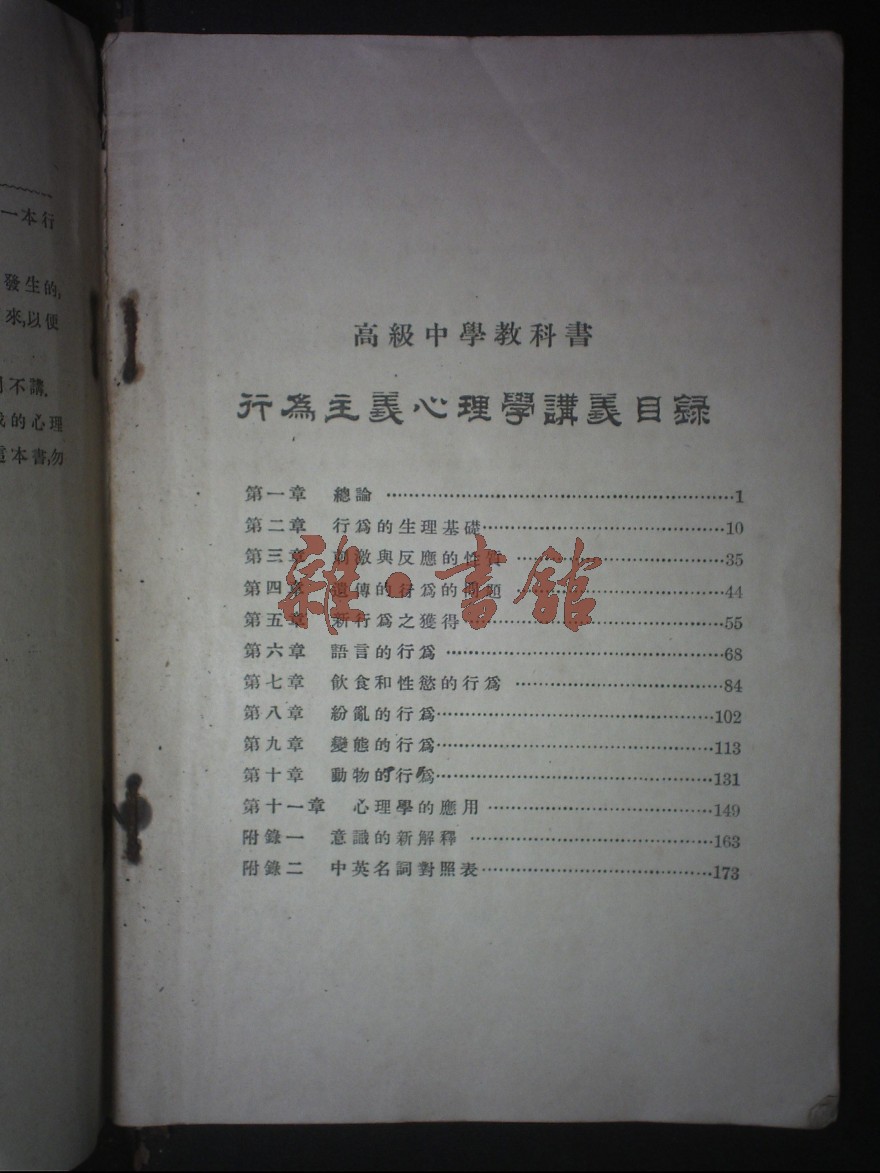 一本行
發生的,
來,以便
不講.
的心理
本書,勿
高級中學教科書
行為主義心理學講義目錄
第一章 總論 …………1
第二章 行爲的生理基礎…………10
第三章 刺激與反應的性質 …………35
第四章 遺傳的行爲的問題 …………44
第五章 新行爲之獲得…………55
第六章 語言的行爲 …………68
第七章 飲食和性慾的行爲 …………84
第八章 紛亂的行爲…………102
第九章 變態的行爲…………113
第十章 動物的行爲…………131
第十一章 心理學的應用 …………149
附錄一 意識的新解釋 …………163
附錄二 中英名詞對照表…………173
雜·書館